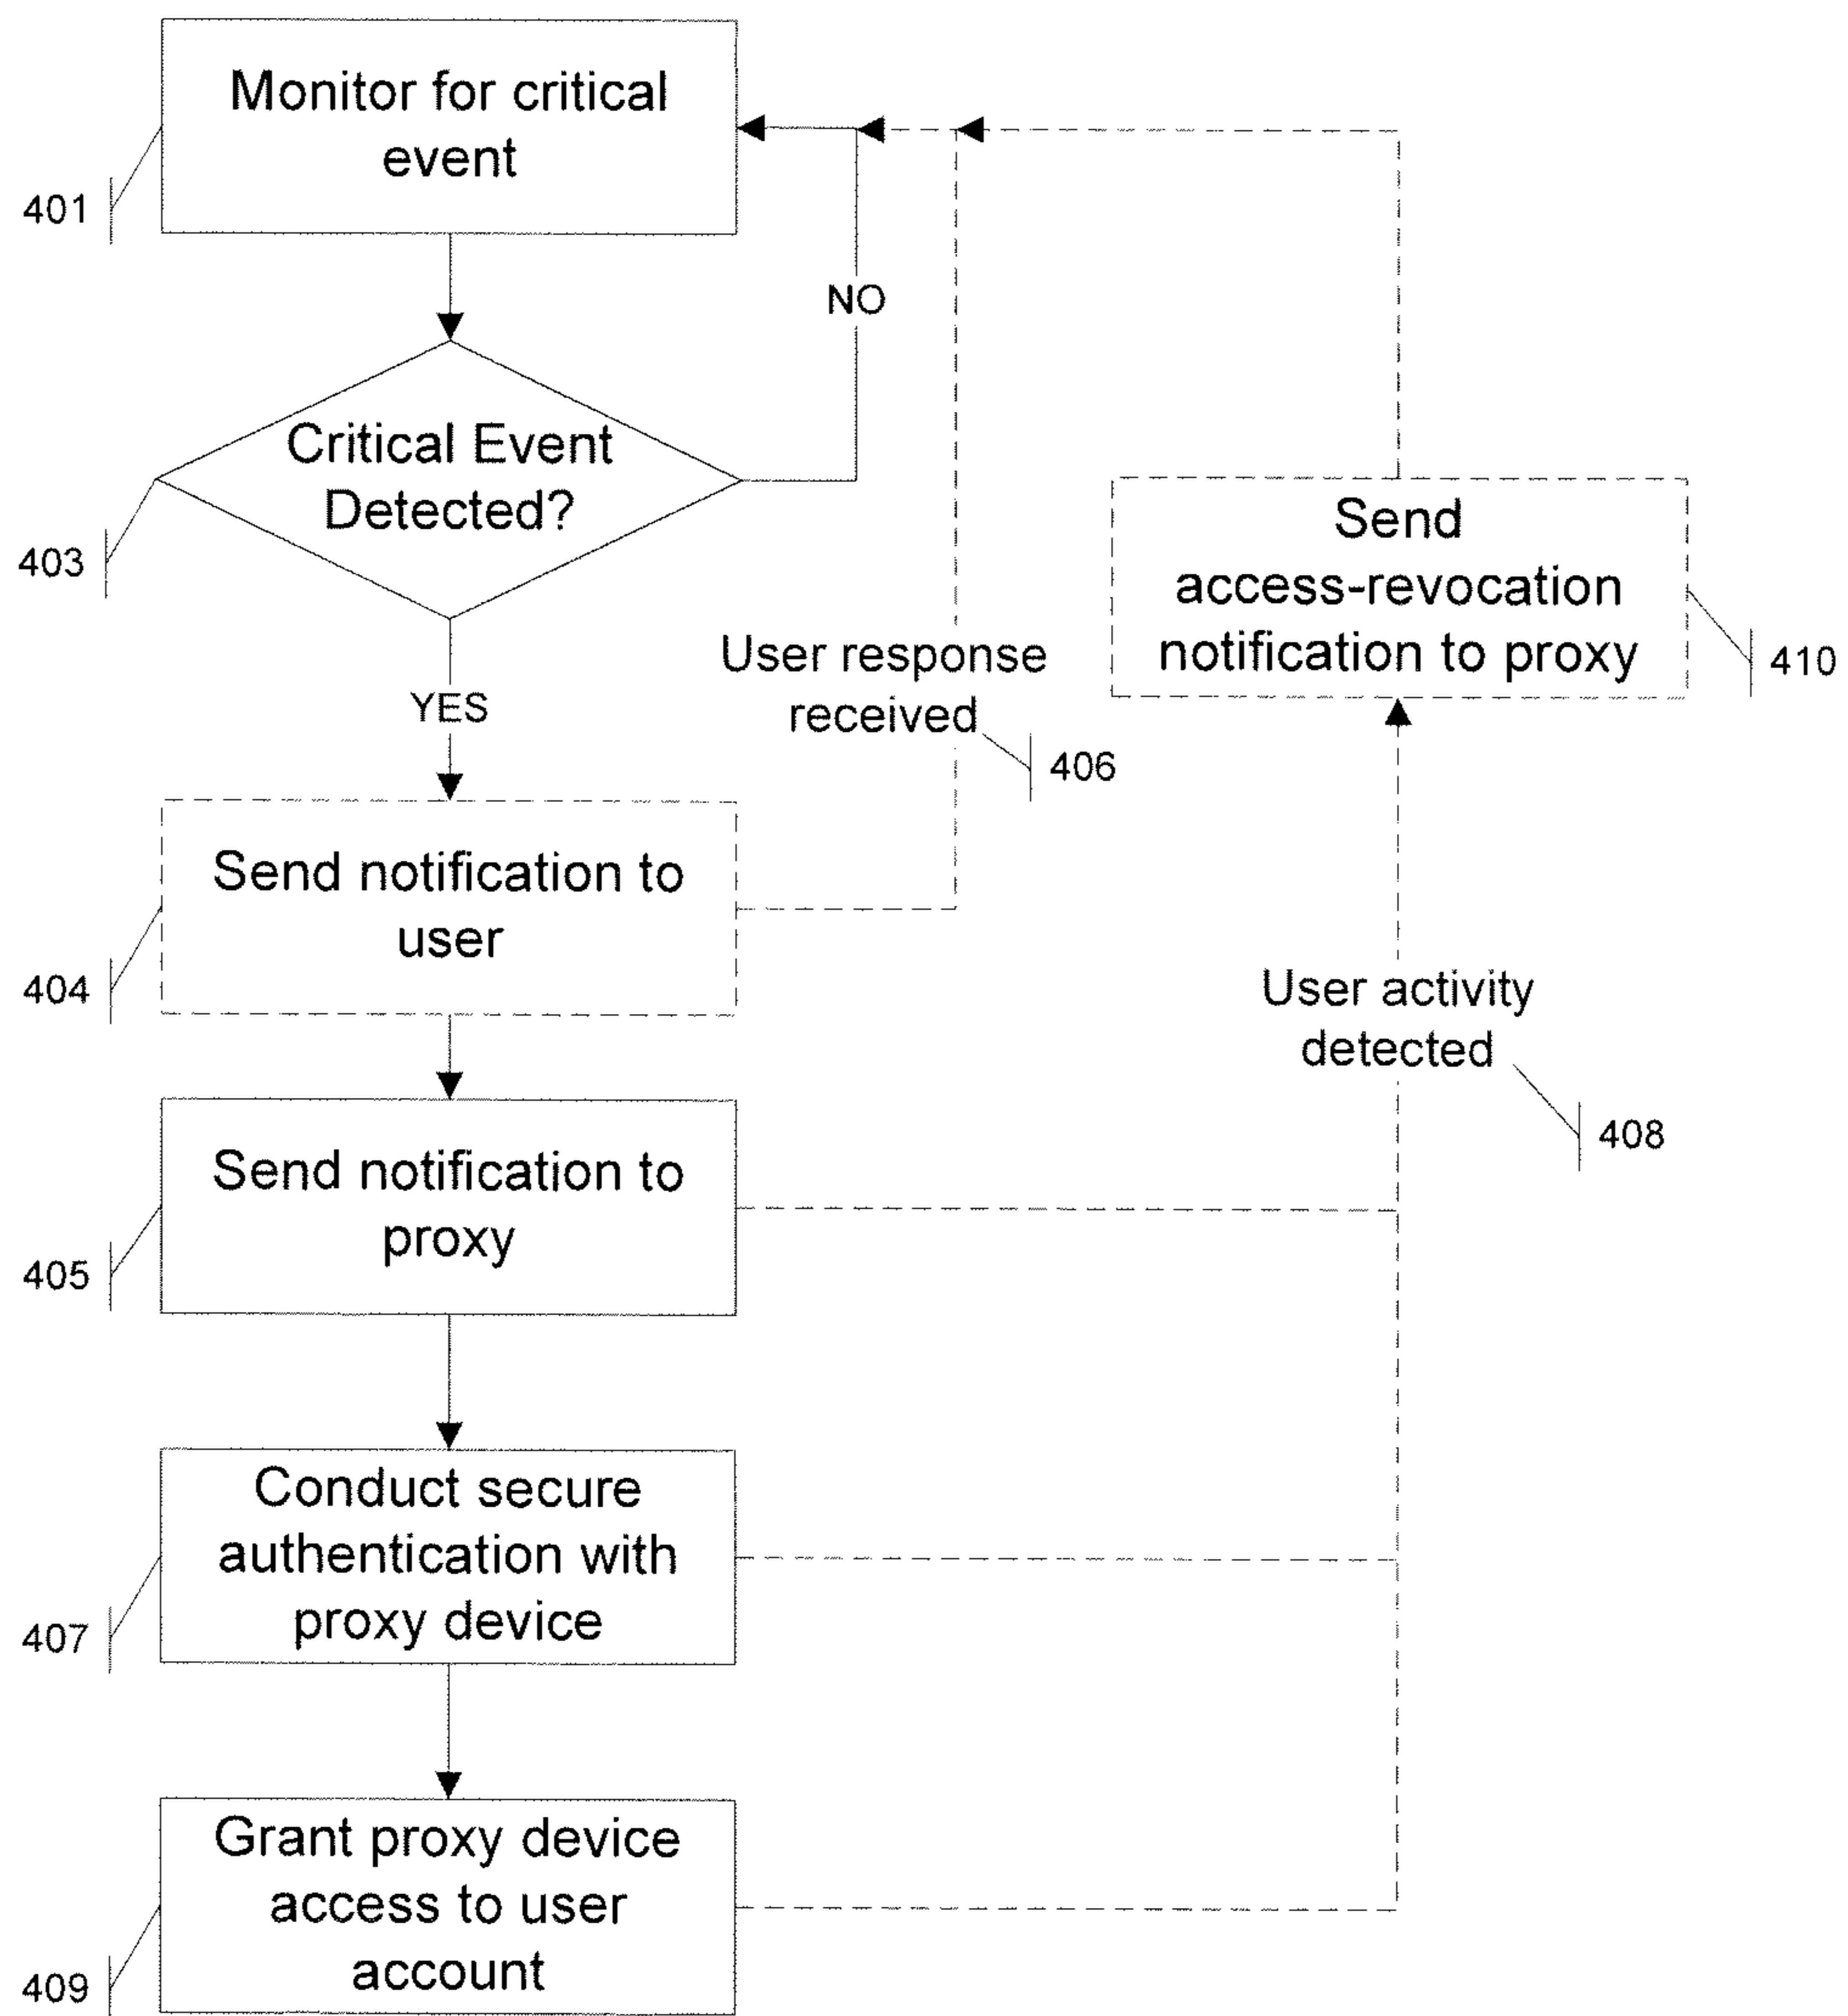 Monitor for critical
event
401
NO
Critical Event
Detected?
403
Send
access-revocation
notification to proxy
410
User response
received
406
YES
Send notification to
user
404
User activity
detected
408
Send notification to
proxy
405
Conduct secure
authentication with
proxy device
407
Grant proxy device
access to user
account
409